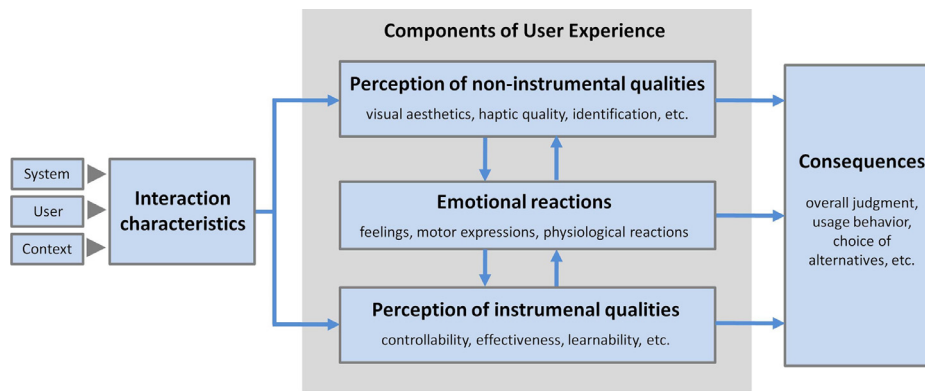 Components of User Experience
Perception of non-instrumental qualities
visual aesthetics, haptic quality, identification, etc.
System
User
Context
Interaction
characteristics
Emotional reactions
feelings, motor expressions, physiological reactions
Perception of instrumenal qualities
controllability, effectiveness, learnability, etc.
Consequences
overall judgment,
usage behavior,
choice of
alternatives, etc.